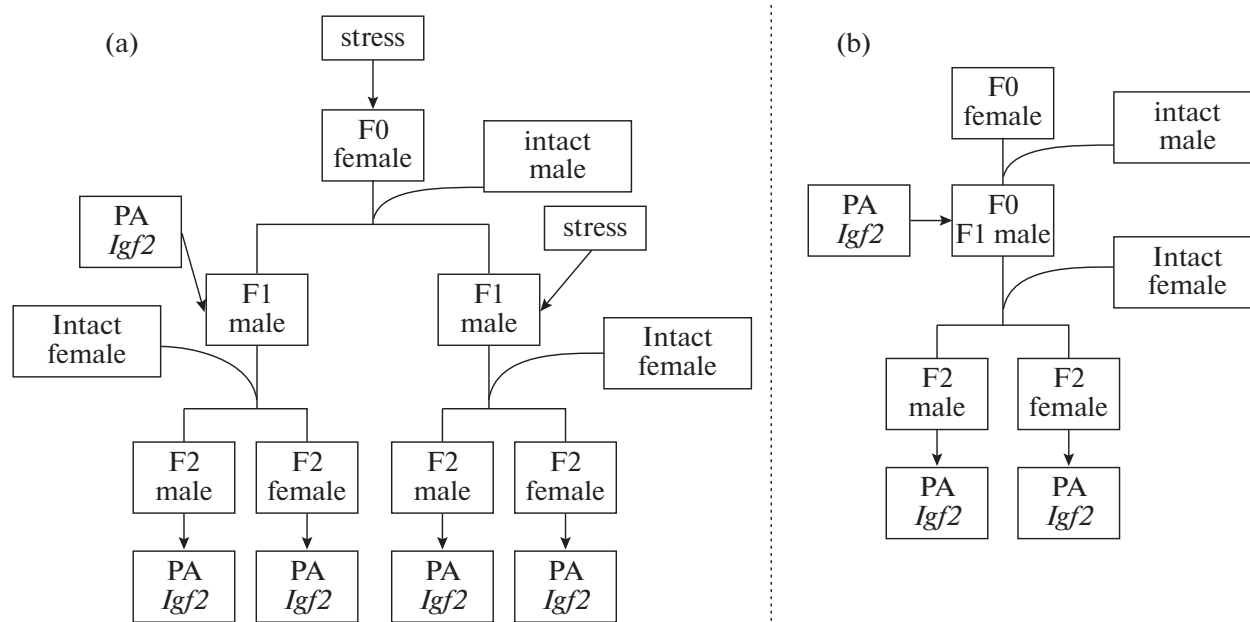 (a)
stress
F0
female
intact
male
PA
Igf2
stress
F1
male
F1
male
Intact
female
Intact
female
F2
male
F2
female
F2
male
F2
female
PA
Igf2
PA
Igf2
PA
Igf2
PA
Igf2
(b)
F0
female
intact
male
PA
Igf2
F0
F1 male
Intact
female
F2
male
F2
female
PA
Igf2
PA
Igf2